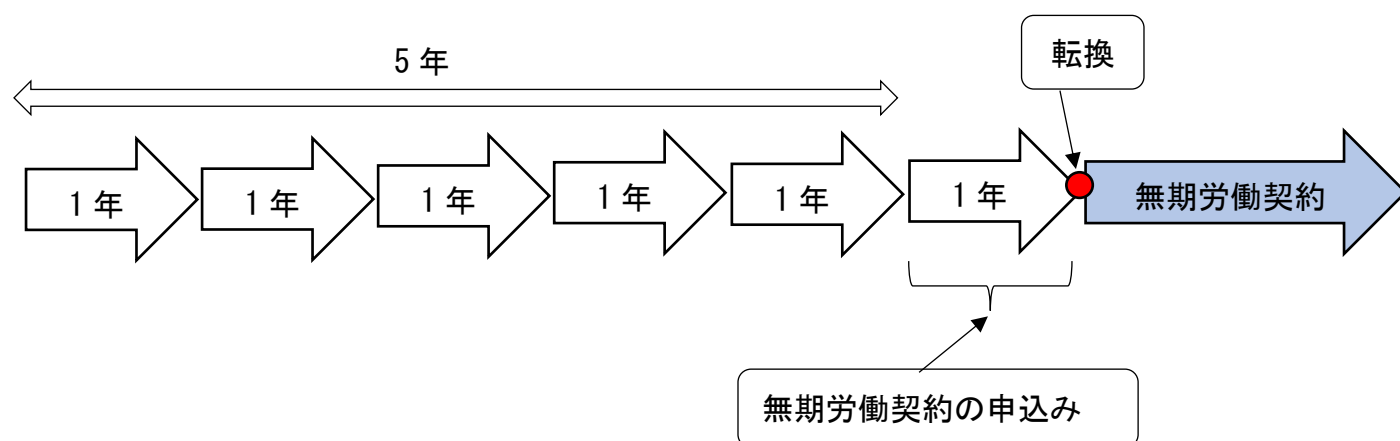 転換
5 年
1 年
1 年
1 年
1 年
1 年
1 年
無期労働契約
無期労働契約の申込み